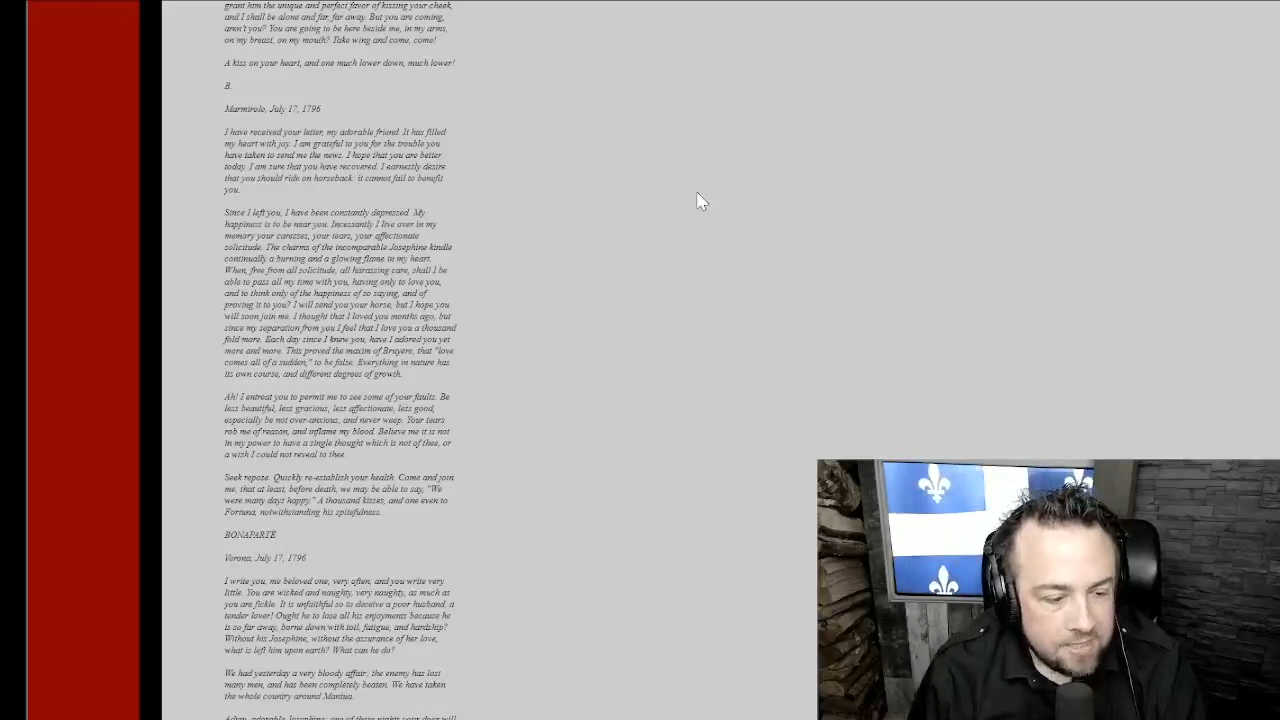 grant him the unique and perfect favor of kissing your cheek,
and I shall be alone and far, far away. But you are coming,
aren't you? You are going to be here beside me, in my arms,
on my breast, on my mouth? Take wing and come, come!
A kiss on your heart, and one much lower down, much lower!
B.
Marmirolo, July 17, 1796
I have received your letter, my adorable friend. It has filled
my heart with joy. I am grateful to you for the trouble you
have taken to send me the news. I hope that you are better
today. I am sure that you have recovered. I earnestly desire
that you should ride on horseback: it cannot fail to benefit
you.
Since I left you, I have been constantly depressed. My
happiness is to be near you. Incessantly I live over in my
memory your caresses, your tears, your affectionate
solicitude. The charms of the incomparable Josephine kindle
continually a burning and a glowing flame in my heart.
When, free from all solicitude, all harassing care, shall I be
able to pass all my time with you, having only to love you,
and to think only of the happiness of so saying, and of
proving it to you? I will send you your horse, but I hope you
will soon join me. I thought that I loved you months ago, but
since my separation from you I feel that I love you a thousand
fold more. Each day since I knew you, have I adored you yet
more and more. This proved the maxim of Bruyere, that "love
comes all of a sudden," to be false. Everything in nature has
its own course, and different degrees of growth.
Ah! I entreat you to permit me to see some of your faults. Be
less beautiful, less gracious, less affectionate, less good,
especially be not over-anxious, and never weep. Your tears
rob me of reason, and inflame my blood. Believe me it is not
in my power to have a single thought which is not of thee, or
a wish I could not reveal to thee.
Seek repose. Quickly re-establish your health. Come and join
me, that at least, before death, we may be able to say, "We
were many days happy." A thousand kisses, and one even to
Fortuna, notwithstanding his spitefulness.
BONAPARTE
Verona, July 17, 1796
I write you, me beloved one, very often, and you write very
little. You are wicked and naughty, very naughty, as much as
you are fickle. It is unfaithful so to deceive a poor husband, a
tender lover! Ought he to lose all his enjoyments because he
is so far away, borne down with toil, fatigue, and hardship?
Without his Josephine, without the assurance of her love,
what is left him upon earth? What can he do?
We had yesterday a very bloody affair; the enemy has lost
many men, and has been completely beaten. We have taken
the whole country around Mantua.
Adieu, adorable Josephine; one of these nights your door will